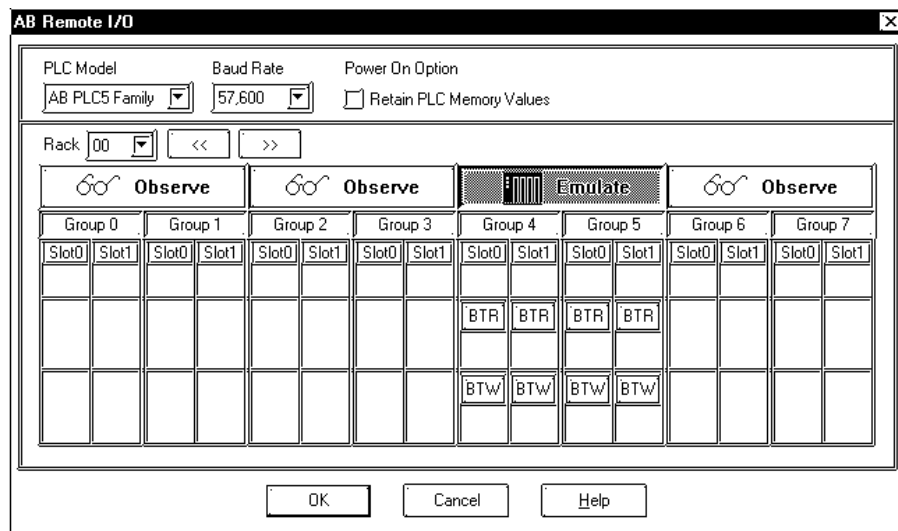 AB Remote I/O
PLC Model Baud Rate Power On Option
AB PLC5 Family 57,600 Retain PLC Memory Values
Rack 00 << >>
Observe Observe Emulate Observe
Group 0 Group 1 Group 2 Group 3 Group 4 Group 5 Group 6 Group 7
Slot0 Slot1 Slot0 Slot1 Slot0 Slot1 Slot0 Slot1 Slot0 Slot1 Slot0 Slot1 Slot0 Slot1 Slot0 Slot1
BTR BTR BTR BTR
BTW BTW BTW BTW
OK Cancel Help